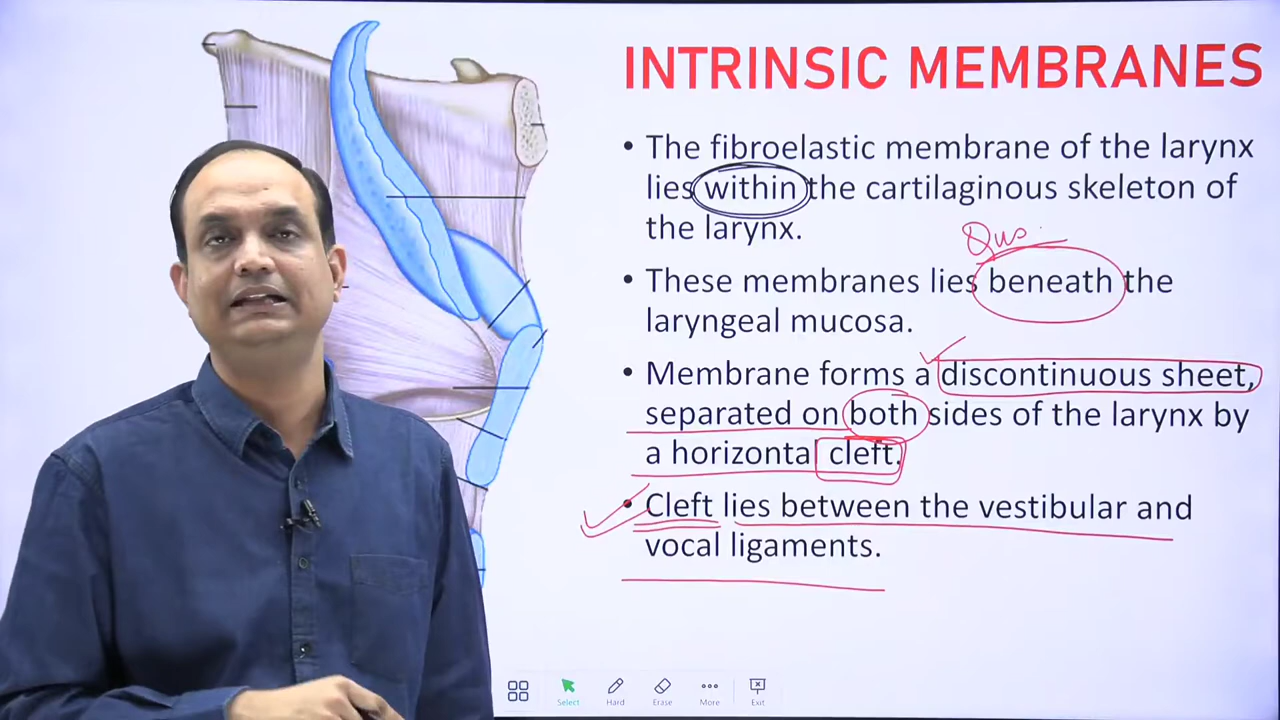 INTRINSIC MEMBRANES
• The fibroelastic membrane of the larynx
lies within the cartilaginous skeleton of
the larynx.
Qus.
• These membranes lies beneath the
laryngeal mucosa.
• Membrane forms a discontinuous sheet,
separated on both sides of the larynx by
a horizontal cleft.
• Cleft lies between the vestibular and
vocal ligaments.
Select Hard Erase More Exit